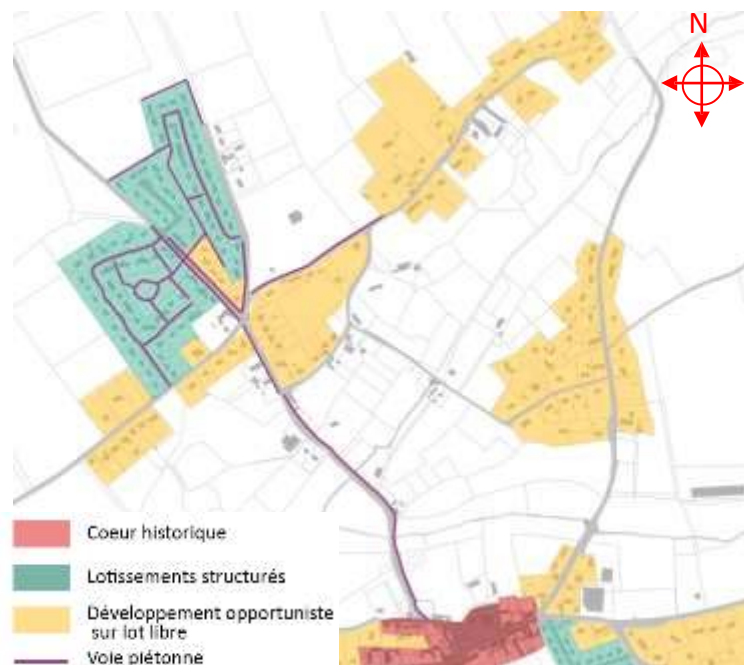 N
Coeur historique
Lotissements structurés
Développement opportuniste
sur lot libre
Voie piétonne